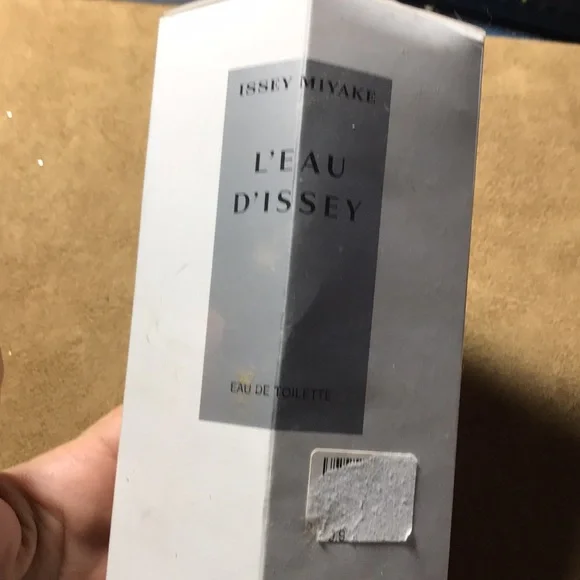 ISSEY MIYAKE
L'EAU
D'ISSEY
EAU DE TOILETTE